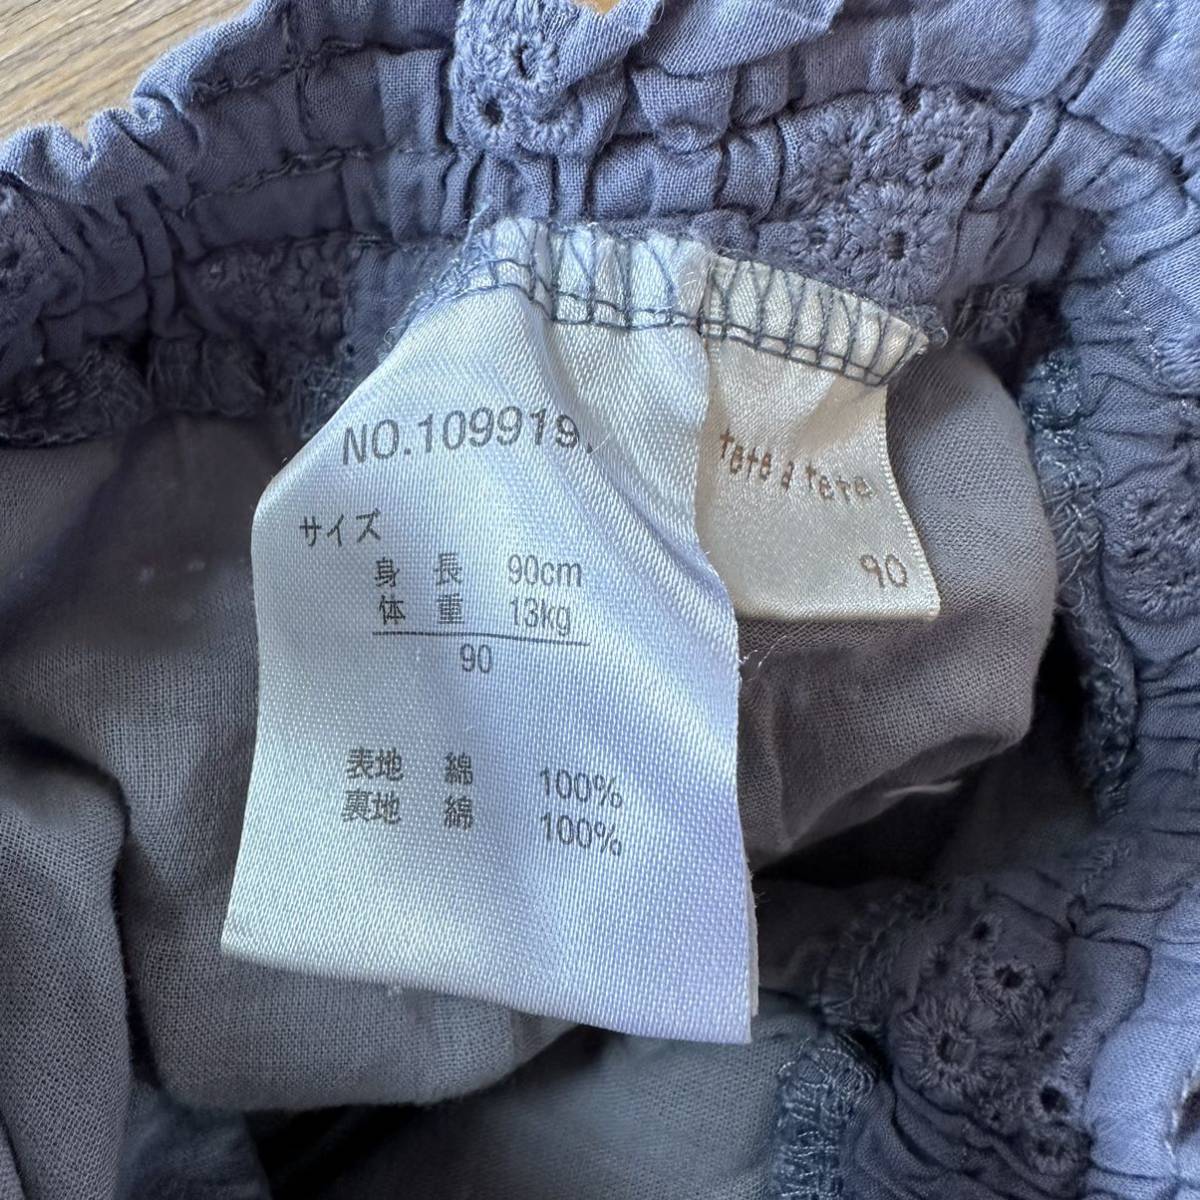 NO.109919
サイズ
身長 90cm
体重 13kg
90
表地 綿 100%
裏地 綿 100%
tete a tete
90